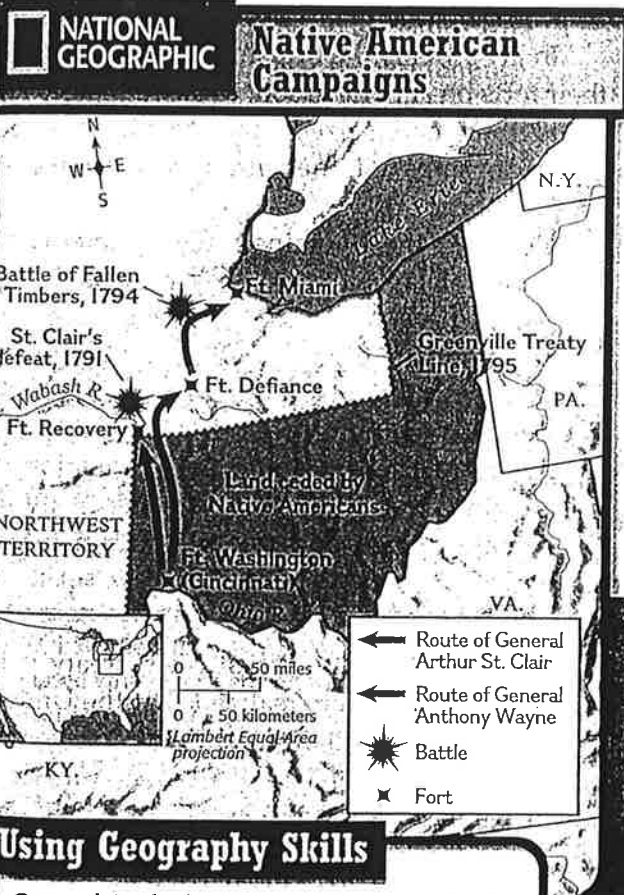 NATIONAL
GEOGRAPHIC
Native American
Campaigns
N
W E
S
N.Y.
Lake Erie
Battle of Fallen
Timbers, 1794
Ft. Miami
St. Clair's
defeat, 1791
Greenville Treaty
Line, 1795
Wabash R.
Ft. Defiance
PA.
Ft. Recovery
Land ceded by
Native Americans
NORTHWEST
TERRITORY
Ft. Washington
(Cincinnati)
Ohio R.
VA.
0 50 miles
0 50 kilometers
Lambert Equal-Area
projection
KY.
Route of General
Arthur St. Clair
Route of General
Anthony Wayne
Battle
Fort
Using Geography Skills